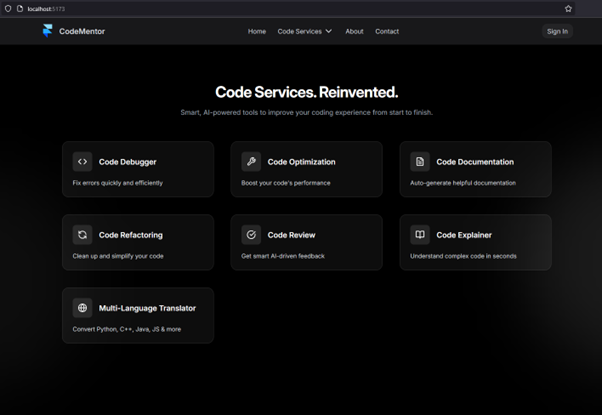 localhost:5173
CodeMentor
Home
Code Services
About
Contact
Sign In
Code Services. Reinvented.
Smart, AI-powered tools to improve your coding experience from start to finish.
Code Debugger
Fix errors quickly and efficiently
Code Optimization
Boost your code's performance
Code Documentation
Auto-generate helpful documentation
Code Refactoring
Clean up and simplify your code
Code Review
Get smart AI-driven feedback
Code Explainer
Understand complex code in seconds
Multi-Language Translator
Convert Python, C++, Java, JS & more